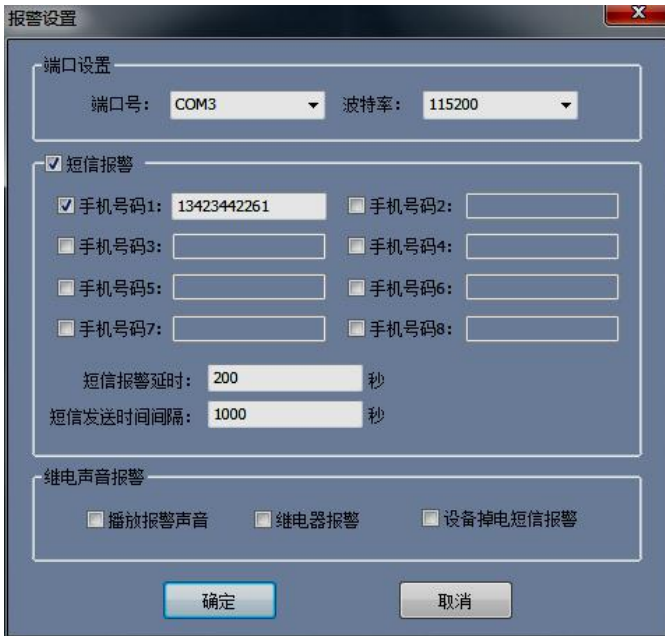 报警设置
端口设置
端口号: COM3 波特率: 115200
短信报警
手机号码1: 13423442261 手机号码2:
手机号码3: 手机号码4:
手机号码5: 手机号码6:
手机号码7: 手机号码8:
短信报警延时: 200 秒
短信发送时间间隔: 1000 秒
继电声音报警
播放报警声音 继电器报警 设备掉电短信报警
确定 取消